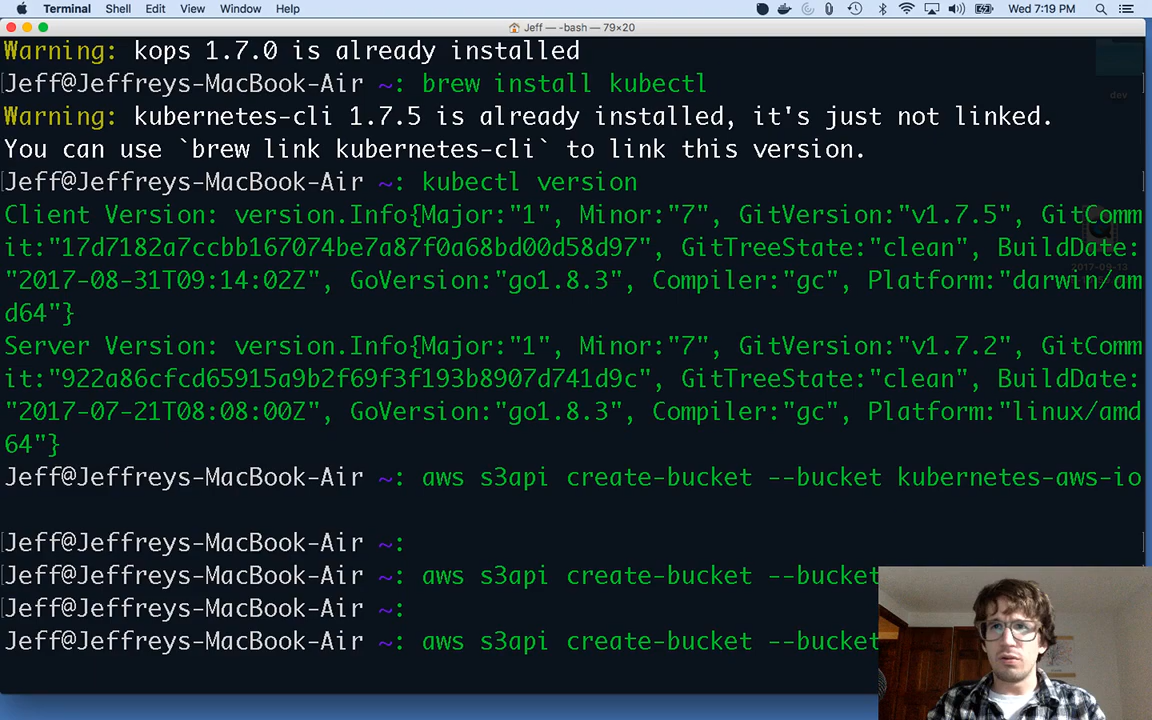 Terminal Shell Edit View Window Help Wed 7:19 PM
Jeff — -bash — 79×20
Warning: kops 1.7.0 is already installed
[Jeff@Jeffreys-MacBook-Air ~: brew install kubectl ]
Warning: kubernetes-cli 1.7.5 is already installed, it's just not linked.
You can use `brew link kubernetes-cli` to link this version.
[Jeff@Jeffreys-MacBook-Air ~: kubectl version ]
Client Version: version.Info{Major:"1", Minor:"7", GitVersion:"v1.7.5", GitComm
it:"17d7182a7ccbb167074be7a87f0a68bd00d58d97", GitTreeState:"clean", BuildDate:
"2017-08-31T09:14:02Z", GoVersion:"go1.8.3", Compiler:"gc", Platform:"darwin/am
d64"}
Server Version: version.Info{Major:"1", Minor:"7", GitVersion:"v1.7.2", GitComm
it:"922a86cfcd65915a9b2f69f3f193b8907d741d9c", GitTreeState:"clean", BuildDate:
"2017-07-21T08:08:00Z", GoVersion:"go1.8.3", Compiler:"gc", Platform:"linux/amd
64"}
Jeff@Jeffreys-MacBook-Air ~: aws s3api create-bucket --bucket kubernetes-aws-io
[Jeff@Jeffreys-MacBook-Air ~: ]
[Jeff@Jeffreys-MacBook-Air ~: aws s3api create-bucket --bucket
[Jeff@Jeffreys-MacBook-Air ~:
Jeff@Jeffreys-MacBook-Air ~: aws s3api create-bucket --bucket
dev
2017-09-13